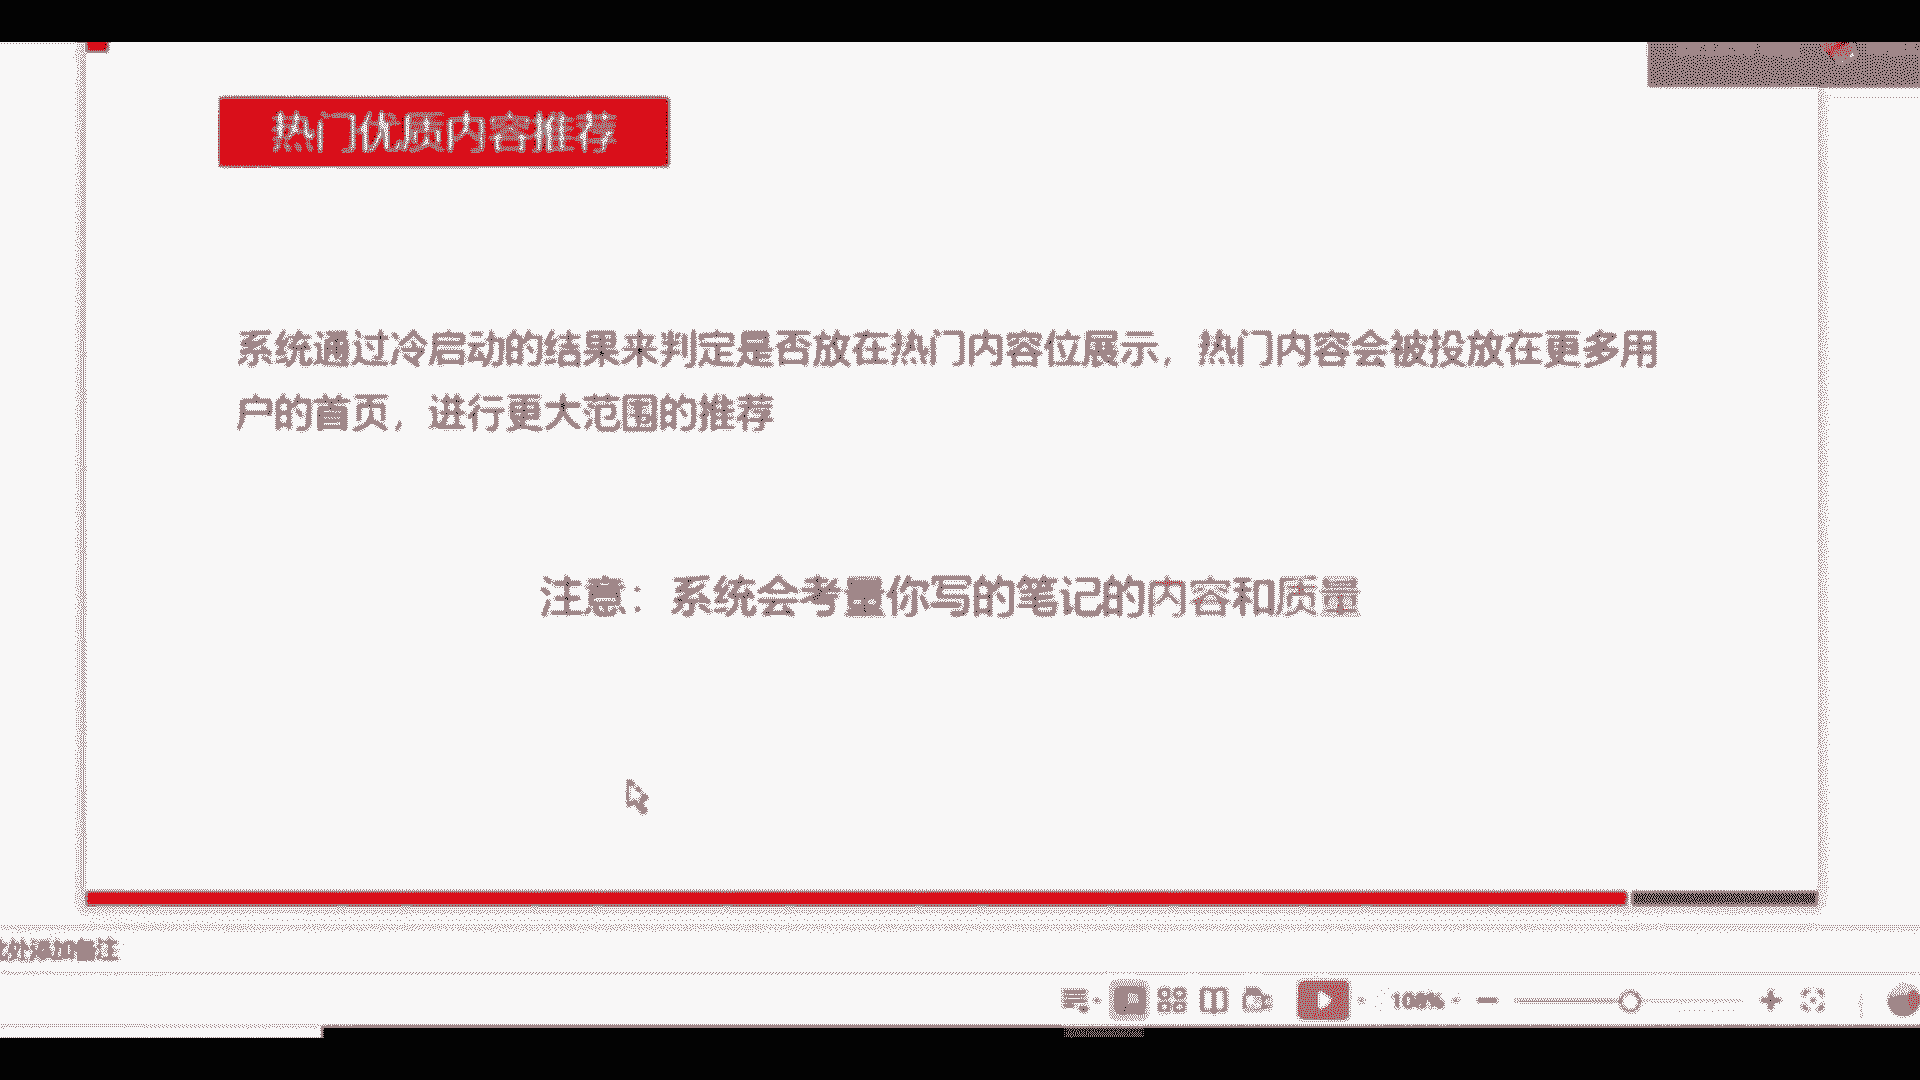 热门优质内容推荐
系统通过冷启动的结果来判定是否放在热门内容位展示，热门内容会被投放在更多用
户的首页，进行更大范围的推荐
注意：系统会考量你写的笔记的内容和质量
处添加备注
108%